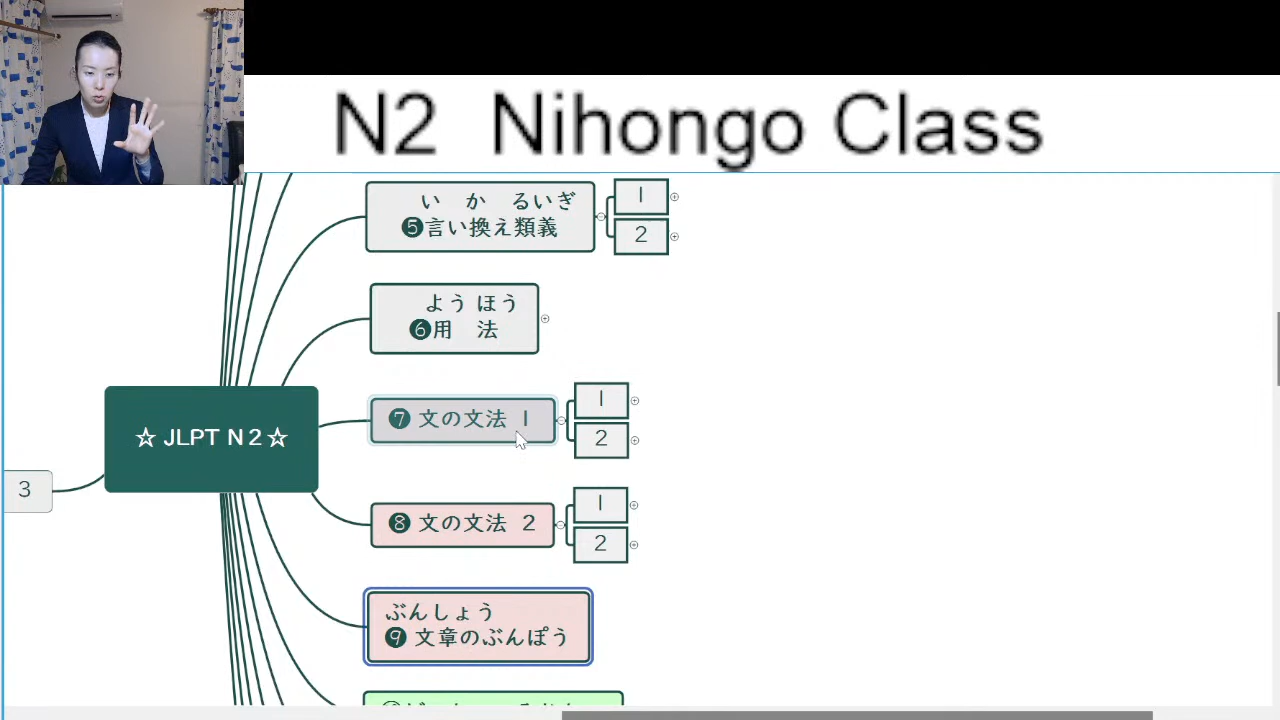 N2 Nihongo Class
い か るいぎ
❺言い換え類義
1
2
よう ほう
❻用 法
❼ 文の文法 1
1
2
☆ JLPT N2☆
3
❽ 文の文法 2
1
2
ぶんしょう
❾ 文章のぶんぽう